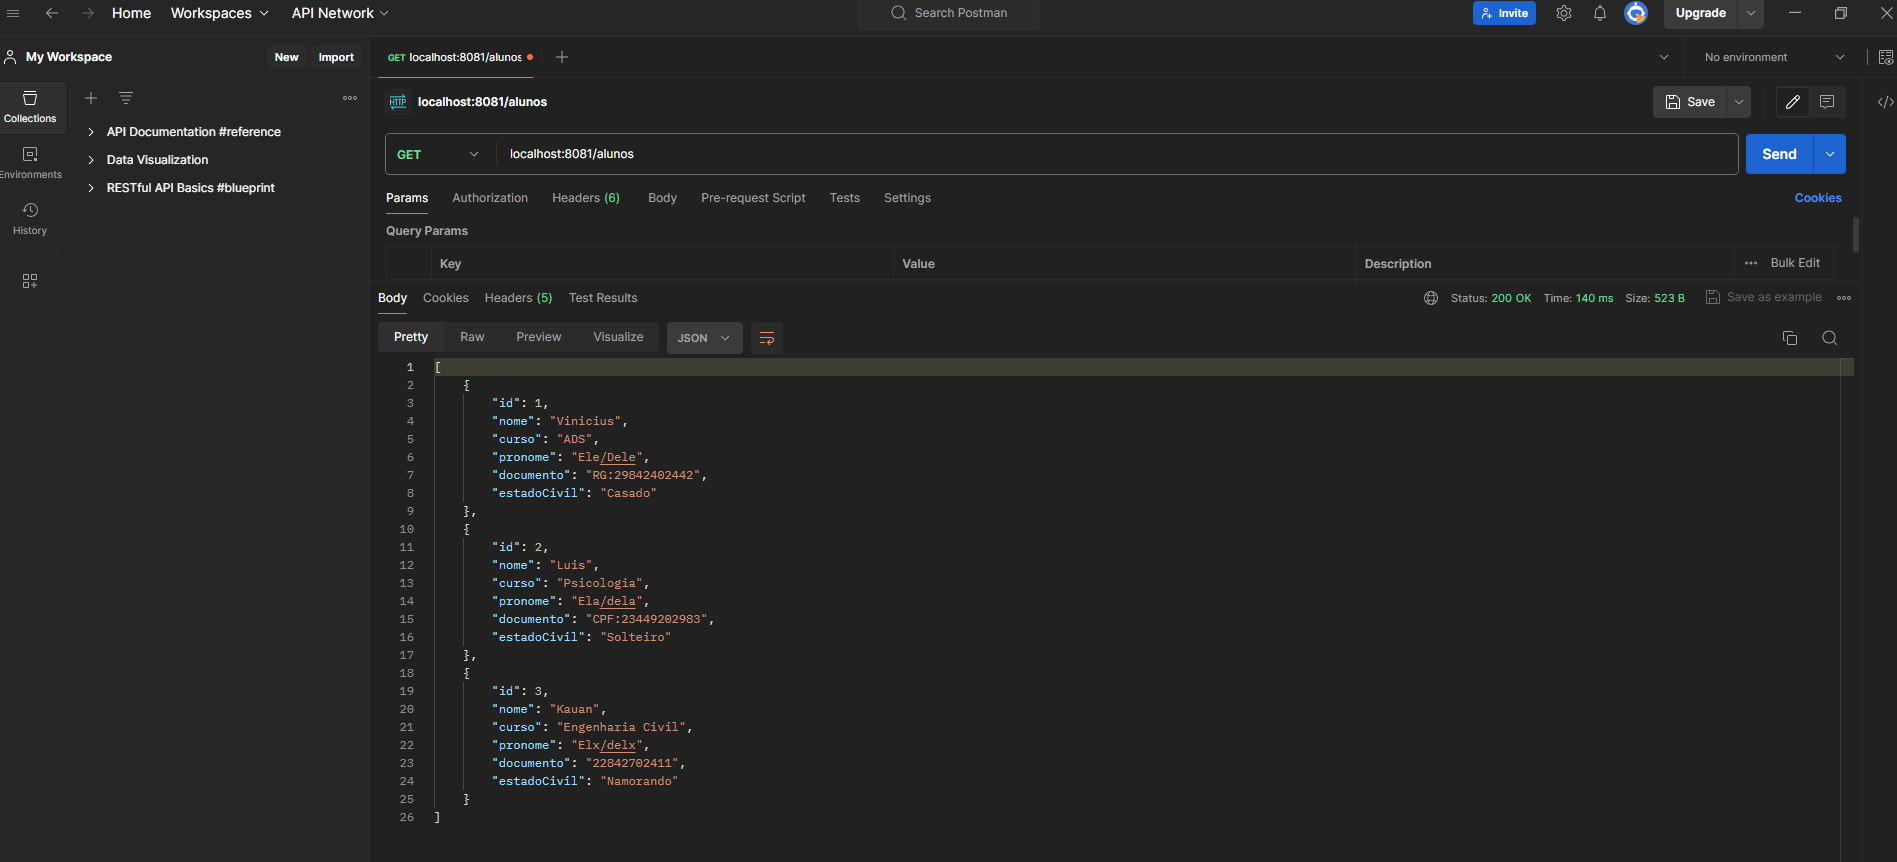 Home Workspaces API Network Search Postman Invite Upgrade
My Workspace New Import GET localhost:8081/alunos No environment
Collections
Environments
History
API Documentation #reference
Data Visualization
RESTful API Basics #blueprint
HTTP localhost:8081/alunos Save
GET localhost:8081/alunos Send
Params Authorization Headers (6) Body Pre-request Script Tests Settings Cookies
Query Params
Key Value Description Bulk Edit
Body Cookies Headers (5) Test Results Status: 200 OK Time: 140 ms Size: 523 B Save as example
Pretty Raw Preview Visualize JSON
1 [
2 {
3 "id": 1,
4 "nome": "Vinicius",
5 "curso": "ADS",
6 "pronome": "Ele/Dele",
7 "documento": "RG:29842402442",
8 "estadoCivil": "Casado"
9 },
10 {
11 "id": 2,
12 "nome": "Luis",
13 "curso": "Psicologia",
14 "pronome": "Ela/dela",
15 "documento": "CPF:23449202983",
16 "estadoCivil": "Solteiro"
17 },
18 {
19 "id": 3,
20 "nome": "Kauan",
21 "curso": "Engenharia Civil",
22 "pronome": "Elx/delx",
23 "documento": "22842702411",
24 "estadoCivil": "Namorando"
25 }
26 ]